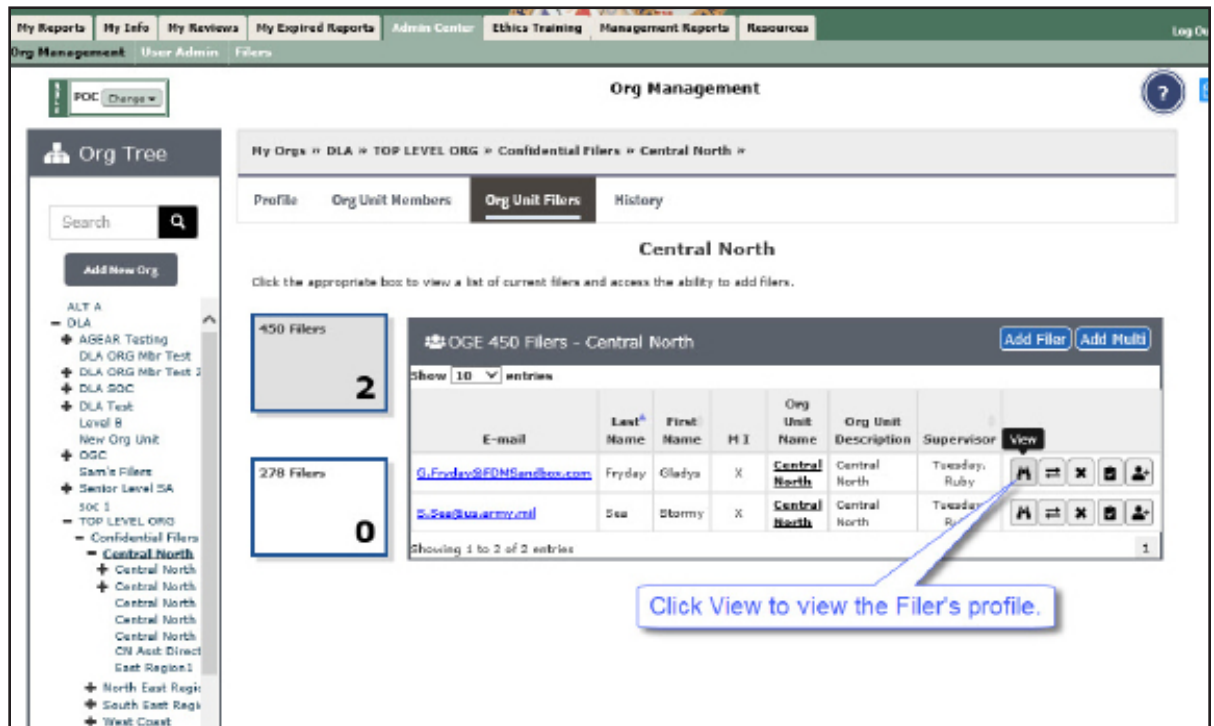 My Reports My Info My Reviews My Expired Reports Admin Center Ethics Training Management Reports Resources
Log Ou
Org Management User Admin Filers
POC Change
Org Management
?
Org Tree
Search
Add New Org
ALT A
DLA
AGEAR Testing
DLA ORG Mbr Test
DLA ORG Mbr Test 2
DLA SOC
DLA Test
Level 8
New Org Unit
OGC
Sam's Filers
Senior Level SA
SOC 1
TOP LEVEL ORG
Confidential Filers
Central North
Central North
Central North
Central North
Central North
Central North
CN Asst Direct
East Region1
North East Regi
South East Regi
West Coast
My Orgs » DLA » TOP LEVEL ORG » Confidential Filers » Central North »
Profile Org Unit Members Org Unit Filers History
Central North
Click the appropriate box to view a list of current filers and access the ability to add filers.
450 Filers
2
278 Filers
0
OGE 450 Filers - Central North
Add Filer Add Multi
Show 10 entries
E-mail Last Name First Name M I Org Unit Name Org Unit Description Supervisor View
G.Fryday@FDMSandbox.com Fryday Gladys X Central North Central North Tuesday, Ruby
S.Sea@us.army.mil Sea Stormy X Central North Central North Tuesday
Showing 1 to 2 of 2 entries
1
Click View to view the Filer's profile.